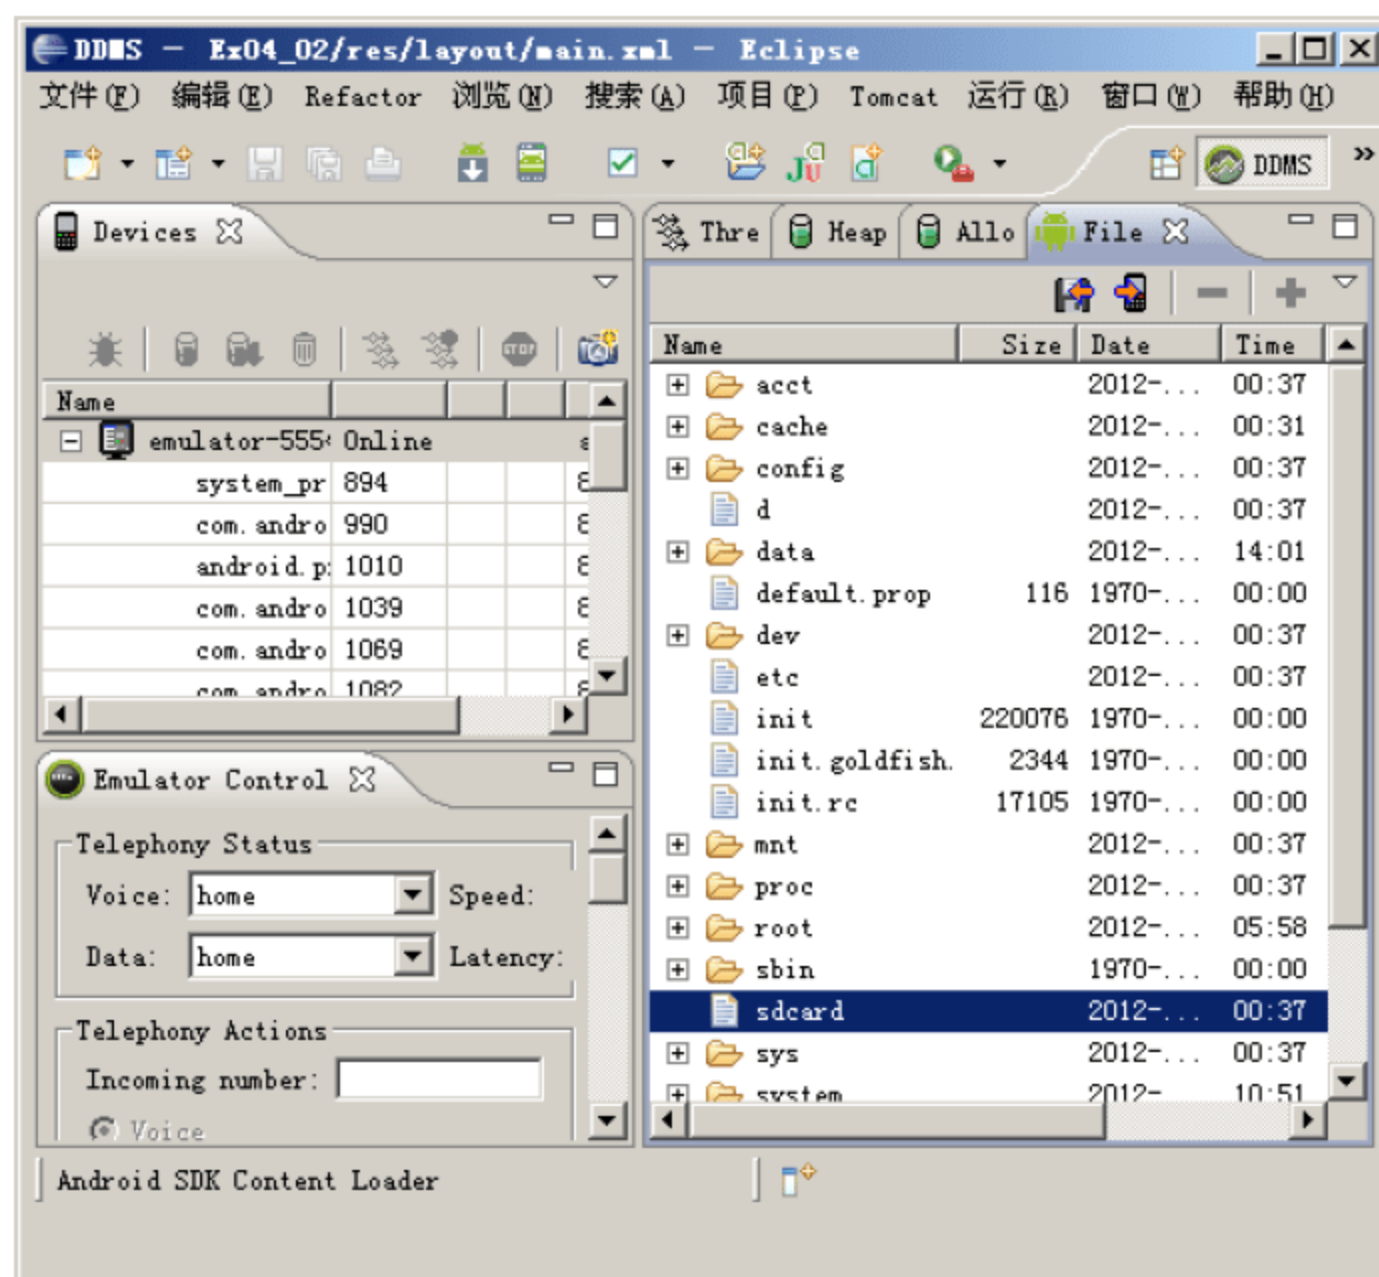 DDMS - Ex04_02/res/layout/main.xml - Eclipse
文件(F) 编辑(E) Refactor 浏览(N) 搜索(A) 项目(P) Tomcat 运行(R) 窗口(W) 帮助(H)
DDMS »
Devices
Name
emulator-555 Online
system_pr 894
com.andro 990
android.p 1010
com.andro 1039
com.andro 1069
com.andro 1082
Emulator Control
Telephony Status
Voice: home Speed:
Data: home Latency:
Telephony Actions
Incoming number:
Voice
Thre Heap Allo File
Name Size Date Time
acct 2012-... 00:37
cache 2012-... 00:31
config 2012-... 00:37
d 2012-... 00:37
data 2012-... 14:01
default.prop 116 1970-... 00:00
dev 2012-... 00:37
etc 2012-... 00:37
init 220076 1970-... 00:00
init.goldfish. 2344 1970-... 00:00
init.rc 17105 1970-... 00:00
mnt 2012-... 00:37
proc 2012-... 00:37
root 2012-... 05:58
sbin 1970-... 00:00
sdcard 2012-... 00:37
sys 2012-... 00:37
system 2012- 10:51
Android SDK Content Loader